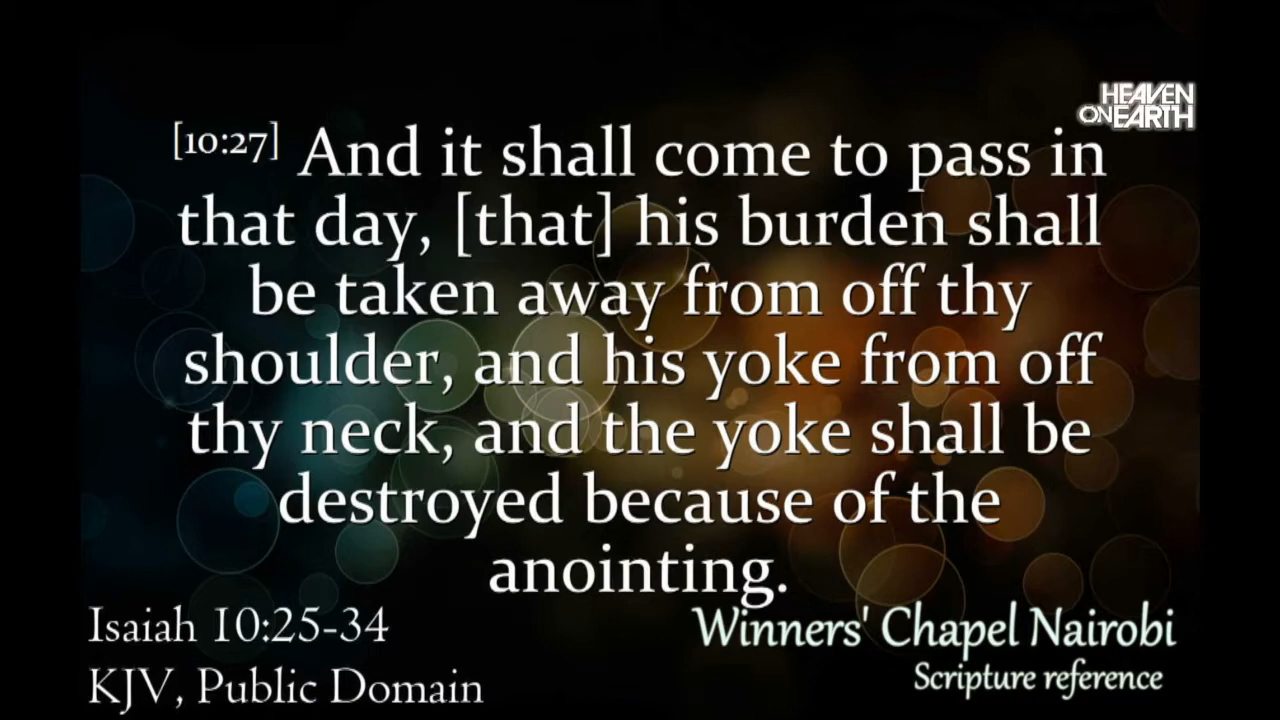 HEAVEN
ON EARTH
[10:27] And it shall come to pass in
that day, [that] his burden shall
be taken away from off thy
shoulder, and his yoke from off
thy neck, and the yoke shall be
destroyed because of the
anointing.
Isaiah 10:25-34
KJV, Public Domain
Winners' Chapel Nairobi
Scripture reference